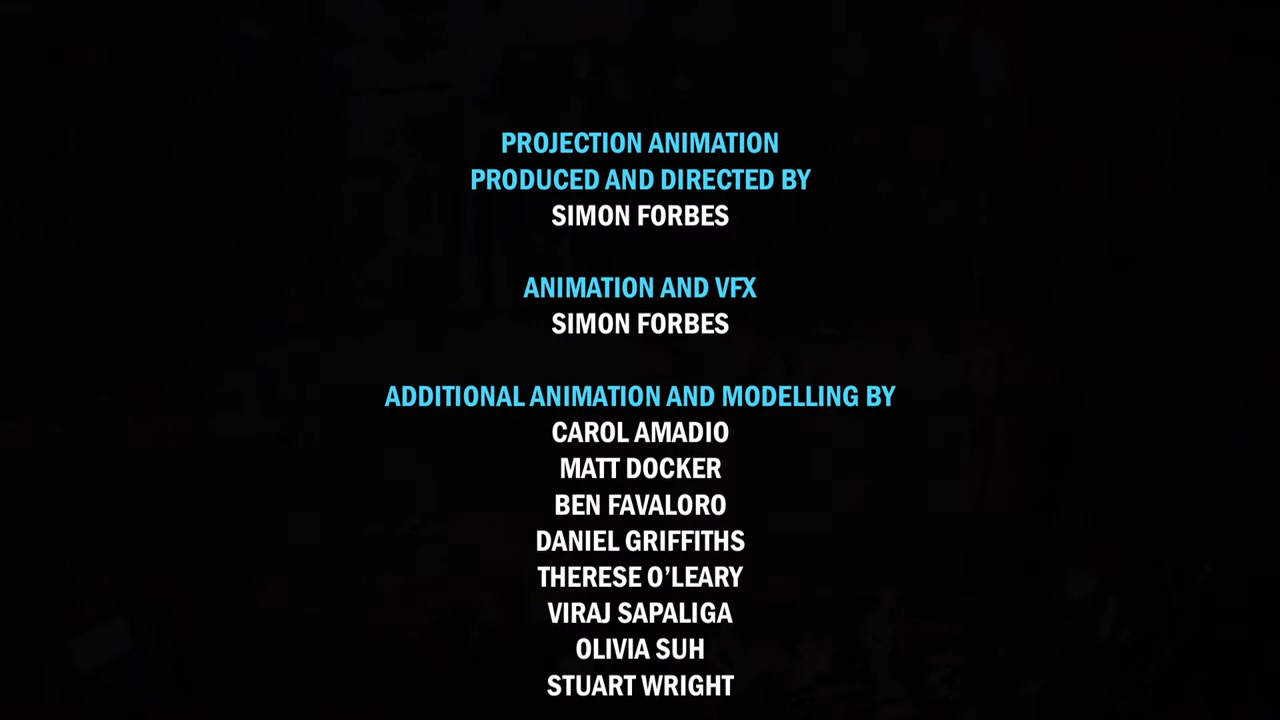 PROJECTION ANIMATION
PRODUCED AND DIRECTED BY
SIMON FORBES
ANIMATION AND VFX
SIMON FORBES
ADDITIONAL ANIMATION AND MODELLING BY
CAROL AMADIO
MATT DOCKER
BEN FAVALORO
DANIEL GRIFFITHS
THERESE O’LEARY
VIRAJ SAPALIGA
OLIVIA SUH
STUART WRIGHT